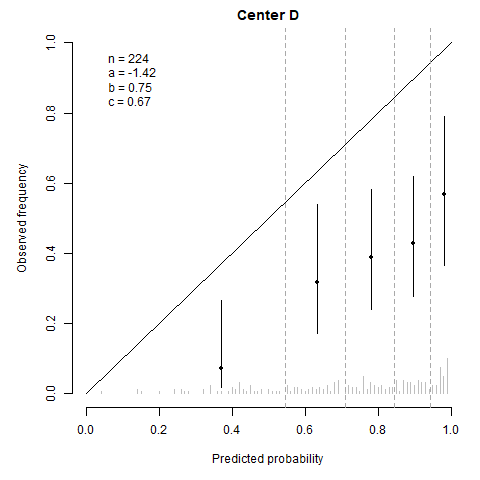 Center D
n = 224
a = -1.42
b = 0.75
c = 0.67
Observed frequency
1.0
0.8
0.6
0.4
0.2
0.0
0.0 0.2 0.4 0.6 0.8 1.0
Predicted probability